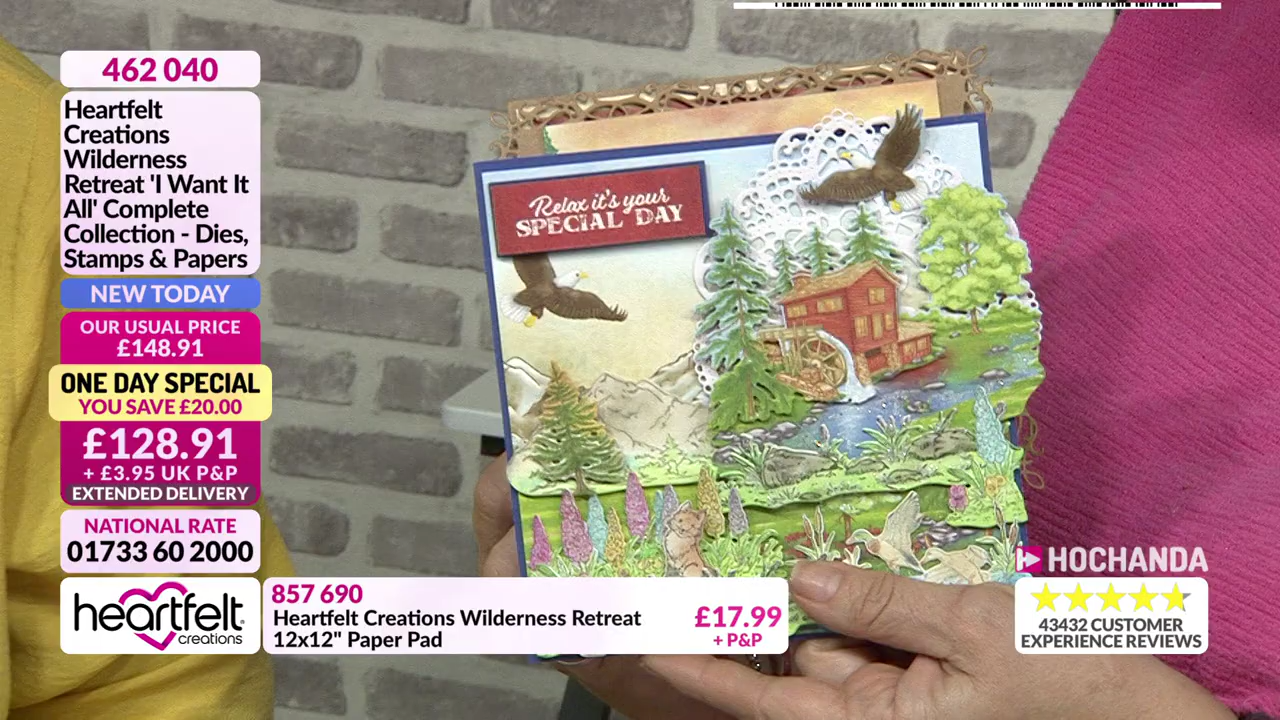 462 040
Heartfelt
Creations
Wilderness
Retreat 'I Want It
All' Complete
Collection - Dies,
Stamps & Papers
NEW TODAY
OUR USUAL PRICE
£148.91
ONE DAY SPECIAL
YOU SAVE £20.00
£128.91
+ £3.95 UK P&P
EXTENDED DELIVERY
NATIONAL RATE
01733 60 2000
heartfelt®
creations
857 690
Heartfelt Creations Wilderness Retreat
12x12" Paper Pad
£17.99
+ P&P
Relax it's your
SPECIAL DAY
HOCHANDA
43432 CUSTOMER
EXPERIENCE REVIEWS